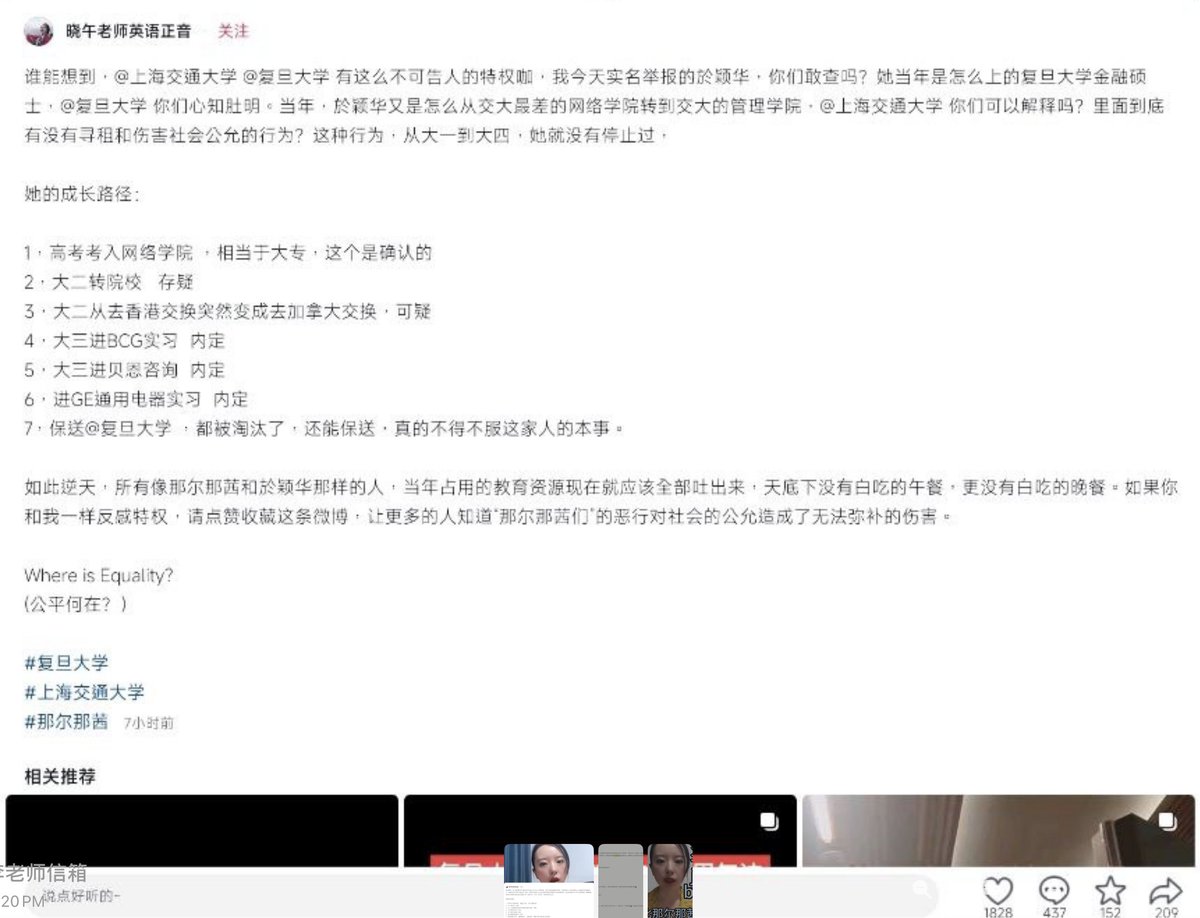 晓午老师英语正音 关注
谁能想到，@上海交通大学 @复旦大学 有这么不可告人的特权咖，我今天实名举报的於颖华，你们敢查吗？她当年是怎么上的复旦大学金融硕
士，@复旦大学 你们心知肚明。当年，於颖华又是怎么从交大最差的网络学院转到交大的管理学院，@上海交通大学 你们可以解释吗？里面到底
有没有寻租和伤害社会公允的行为？这种行为，从大一到大四，她就没有停止过，
她的成长路径：
1，高考考入网络学院 ，相当于大专，这个是确认的
2，大二转院校 存疑
3，大二从去香港交换突然变成去加拿大交换，可疑
4，大三进BCG实习 内定
5，大三进贝恩咨询 内定
6，进GE通用电器实习 内定
7，保送@复旦大学 ，都被淘汰了，还能保送，真的不得不服这家人的本事。
如此逆天，所有像那尔那茜和於颖华那样的人，当年占用的教育资源现在就应该全部吐出来，天底下没有白吃的午餐，更没有白吃的晚餐。如果你
和我一样反感特权，请点赞收藏这条微博，让更多的人知道“那尔那茜们”的恶行对社会的公允造成了无法弥补的伤害。
Where is Equality?
(公平何在？)
#复旦大学
#上海交通大学
#那尔那茜 7小时前
相关推荐
老师信箱
20PM
说点好听的~
那尔那茜
1828 437 152 209